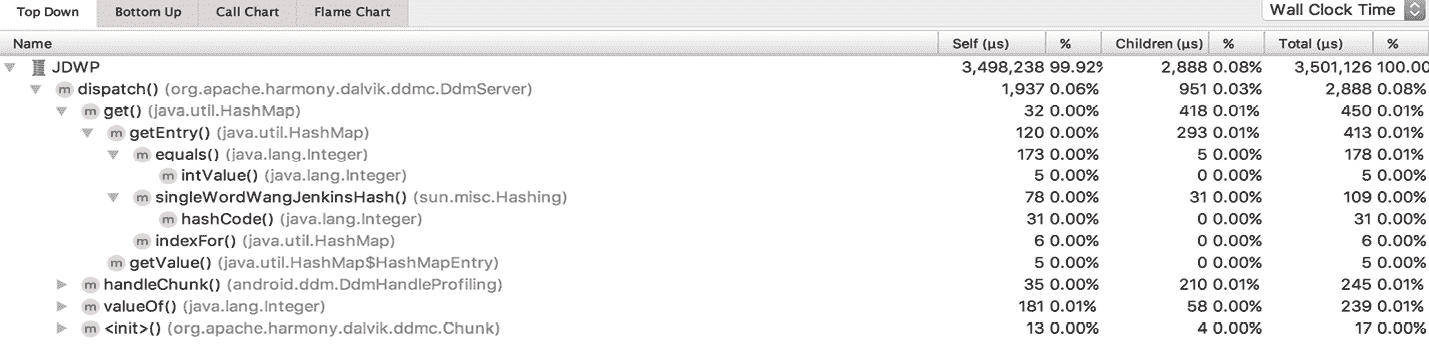 Top Down Bottom Up Call Chart Flame Chart Wall Clock Time
Name Self (μs) % Children (μs) % Total (μs) %
JDWP 3,498,238 99.92% 2,888 0.08% 3,501,126 100.00
m dispatch() (org.apache.harmony.dalvik.ddmc.DdmServer) 1,937 0.06% 951 0.03% 2,888 0.08%
m get() (java.util.HashMap) 32 0.00% 418 0.01% 450 0.01%
m getEntry() (java.util.HashMap) 120 0.00% 293 0.01% 413 0.01%
m equals() (java.lang.Integer) 173 0.00% 5 0.00% 178 0.01%
m intValue() (java.lang.Integer) 5 0.00% 0 0.00% 5 0.00%
m singleWordWangJenkinsHash() (sun.misc.Hashing) 78 0.00% 31 0.00% 109 0.00%
m hashCode() (java.lang.Integer) 31 0.00% 0 0.00% 31 0.00%
m indexFor() (java.util.HashMap) 6 0.00% 0 0.00% 6 0.00%
m getValue() (java.util.HashMap$HashMapEntry) 5 0.00% 0 0.00% 5 0.00%
m handleChunk() (android.ddm.DdmHandleProfiling) 35 0.00% 210 0.01% 245 0.01%
m valueOf() (java.lang.Integer) 181 0.01% 58 0.00% 239 0.01%
m <init>() (org.apache.harmony.dalvik.ddmc.Chunk) 13 0.00% 4 0.00% 17 0.00%